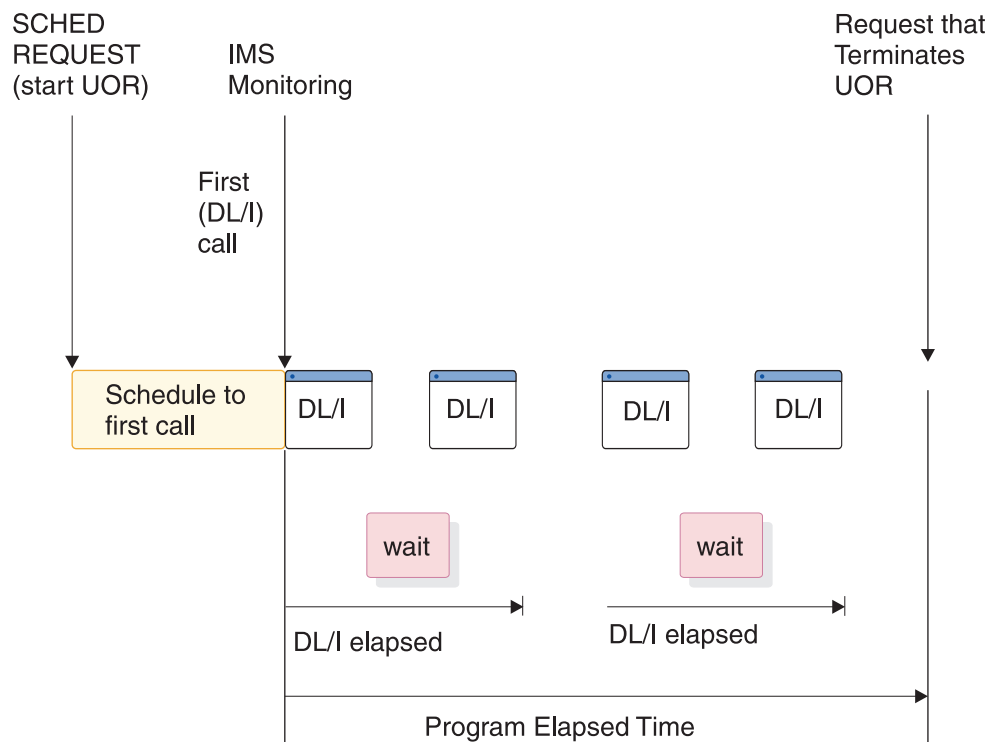 SCHED
REQUEST
(start UOR)
IMS
Monitoring
Request that
Terminates
UOR
First
(DL/I)
call
Schedule to
first call
DL/I
DL/I
DL/I
DL/I
wait
wait
DL/I elapsed
DL/I elapsed
Program Elapsed Time